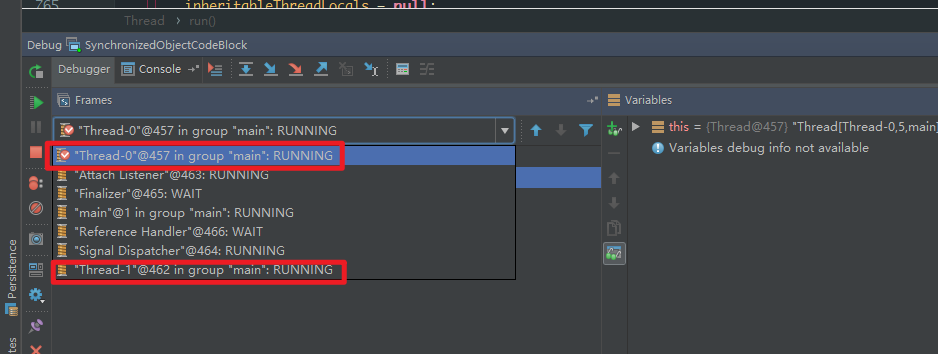 765 inheritableThreadLocals = null;
Thread › run()
Debug SynchronizedObjectCodeBlock
Debugger Console
Frames
Variables
"Thread-0"@457 in group "main": RUNNING
this = {Thread@457} "Thread[Thread-0,5,main]
"Thread-0"@457 in group "main": RUNNING
Variables debug info not available
"Attach Listener"@463: RUNNING
"Finalizer"@465: WAIT
"main"@1 in group "main": RUNNING
"Reference Handler"@466: WAIT
"Signal Dispatcher"@464: RUNNING
"Thread-1"@462 in group "main": RUNNING
Persistence